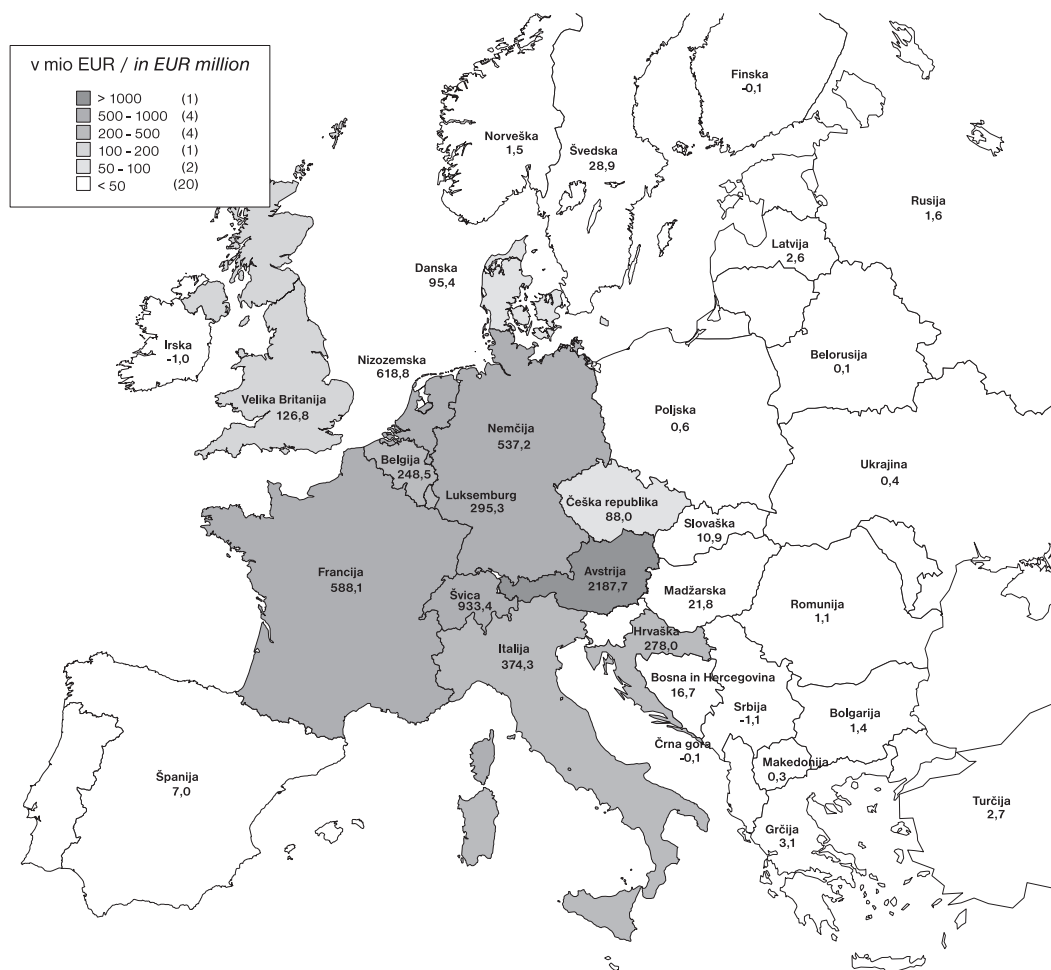 v mio EUR / in EUR million
> 1000 (1)
500 - 1000 (4)
200 - 500 (4)
100 - 200 (1)
50 - 100 (2)
< 50 (20)
Finska
-0,1
Norveška
1,5
Švedska
28,9
Rusija
1,6
Latvija
2,6
Danska
95,4
Irska
-1,0
Nizozemska
618,8
Belorusija
0,1
Velika Britanija
126,8
Poljska
0,6
Nemčija
537,2
Belgija
248,5
Ukrajina
0,4
Luksemburg
295,3
Češka republika
88,0
Slovaška
10,9
Francija
588,1
Avstrija
2187,7
Švica
933,4
Madžarska
21,8
Romunija
1,1
Hrvaška
278,0
Italija
374,3
Bosna in Hercegovina
16,7
Srbija
-1,1
Bolgarija
1,4
Črna gora
-0,1
Makedonija
0,3
Španija
7,0
Turčija
2,7
Grčija
3,1